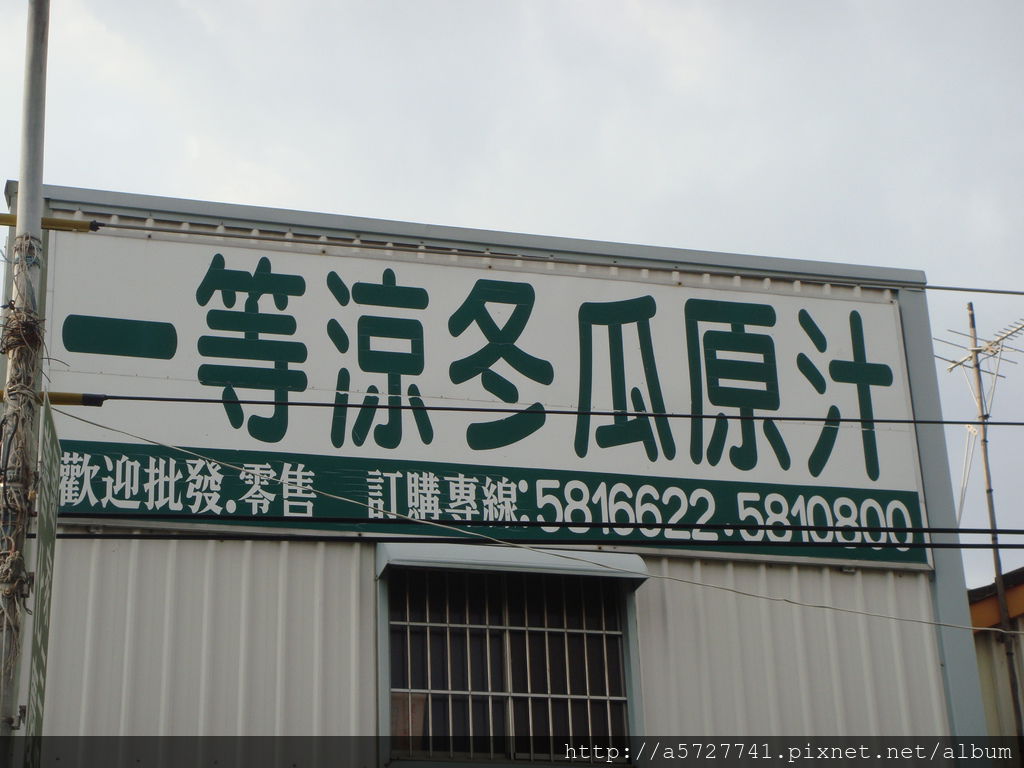 一等涼冬瓜原汁
歡迎批發.零售 訂購專線:5816622.5810800
http://a5727741.pixnet.net/album